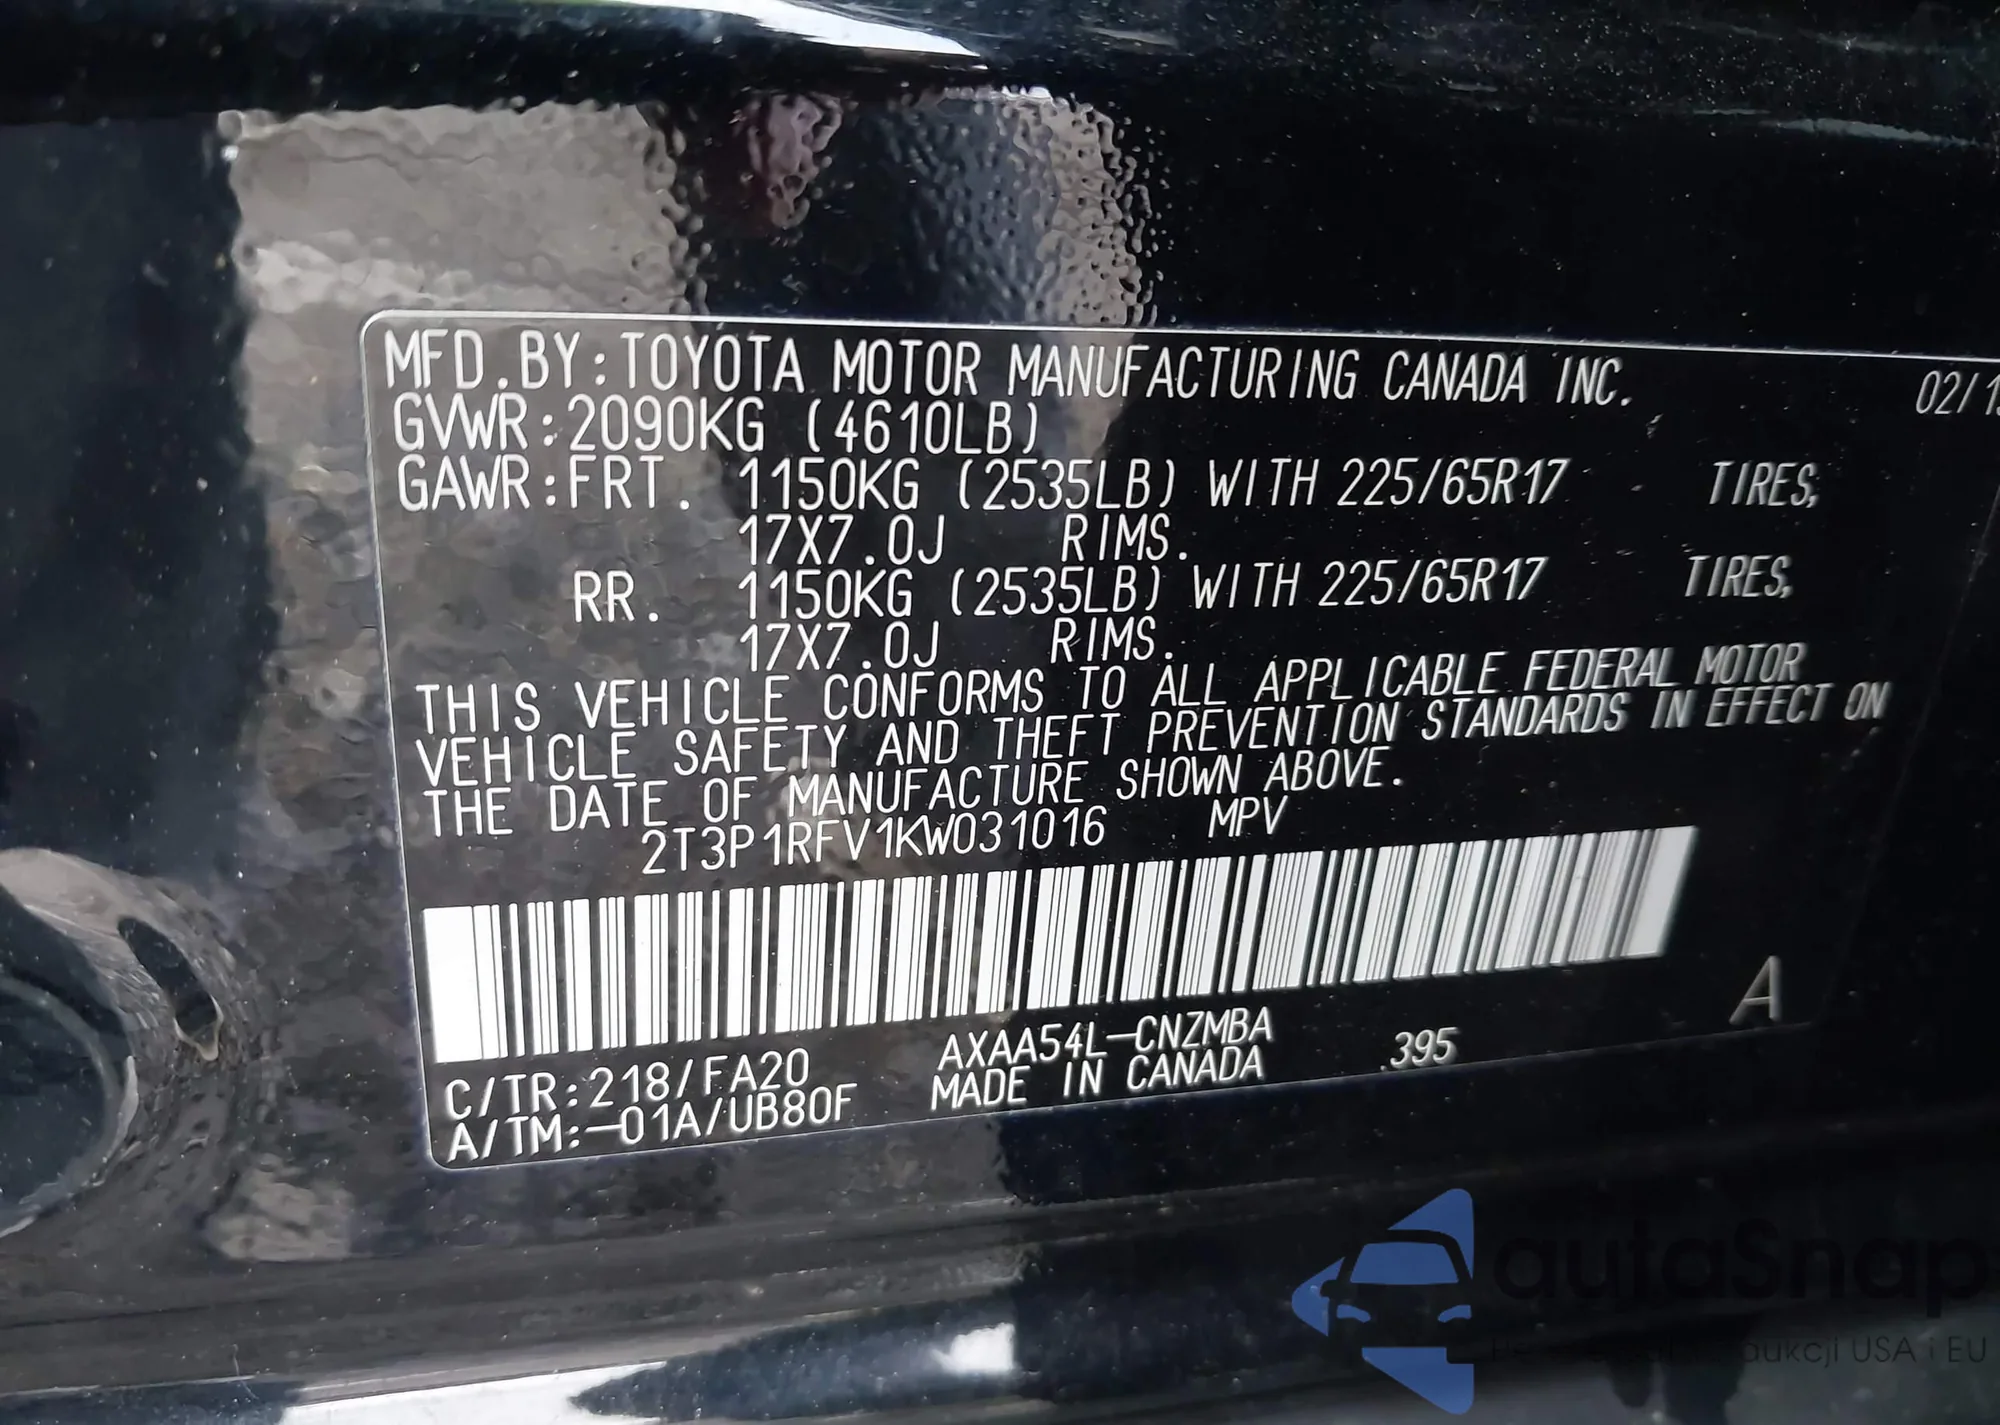 MFD.BY:TOYOTA MOTOR MANUFACTURING CANADA INC.
GVWR:2090KG (4610LB)
GAWR:FRT. 1150KG (2535LB) WITH 225/65R17 TIRES,
17X7.0J RIMS.
RR. 1150KG (2535LB) WITH 225/65R17 TIRES,
17X7.0J RIMS.
THIS VEHICLE CONFORMS TO ALL APPLICABLE FEDERAL MOTOR
VEHICLE SAFETY AND THEFT PREVENTION STANDARDS IN EFFECT ON
THE DATE OF MANUFACTURE SHOWN ABOVE.
2T3P1RFV1KW031016 MPV
A
C/TR:218/FA20 AXAA54L-CNZMBA .395
A/TM:-01A/UB80F MADE IN CANADA
autaSnap
USA i EU